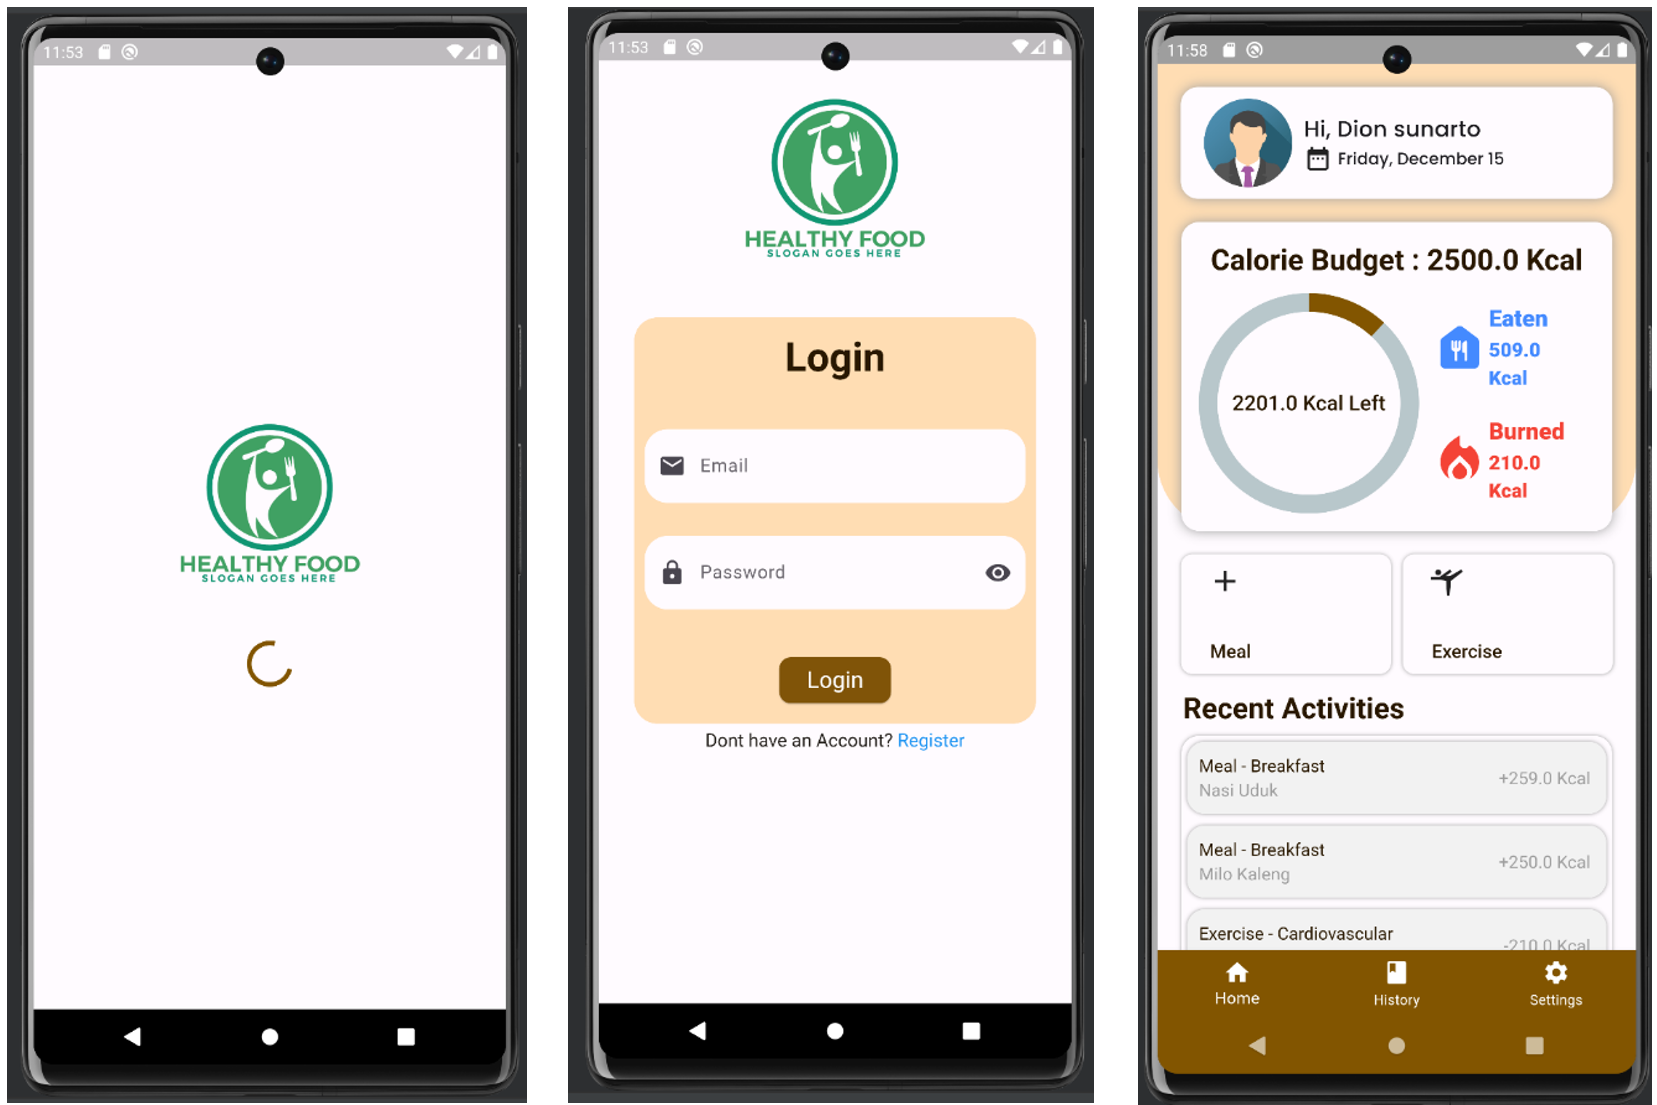 11:53
HEALTHY FOOD
SLOGAN GOES HERE
11:53
HEALTHY FOOD
SLOGAN GOES HERE
Login
Email
Password
Login
Dont have an Account? Register
11:58
Hi, Dion sunarto
Friday, December 15
Calorie Budget : 2500.0 Kcal
2201.0 Kcal Left
Eaten
509.0
Kcal
Burned
210.0
Kcal
Meal
Exercise
Recent Activities
Meal - Breakfast
Nasi Uduk
+259.0 Kcal
Meal - Breakfast
Milo Kaleng
+250.0 Kcal
Exercise - Cardiovascular
-210.0 Kcal
Home
History
Settings